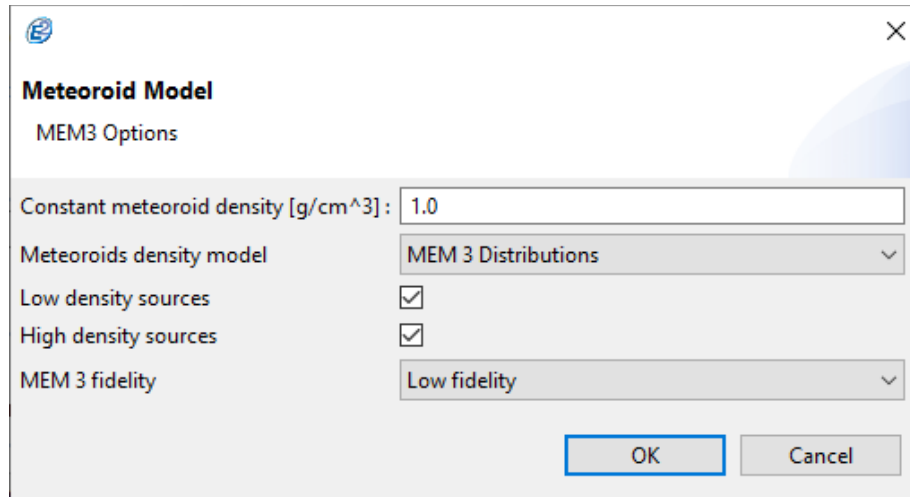 Meteoroid Model
MEM3 Options
Constant meteoroid density [g/cm^3] : 1.0
Meteoroids density model MEM 3 Distributions
Low density sources
High density sources
MEM 3 fidelity Low fidelity
OK Cancel